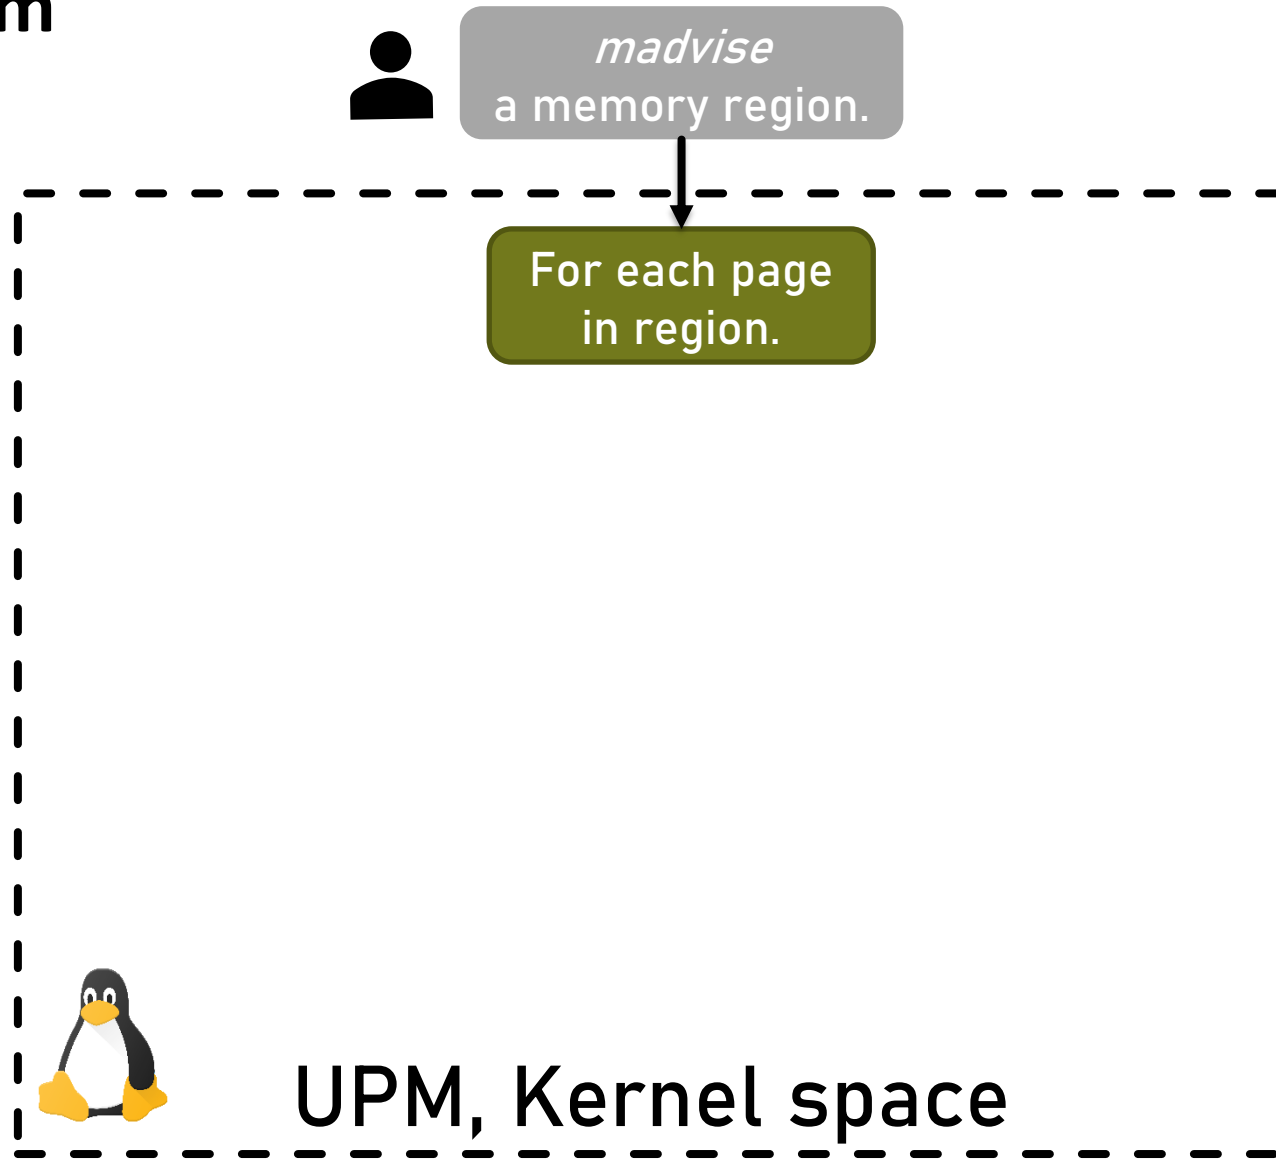 madvise
a memory region.
For each page
in region.
UPM, Kernel space